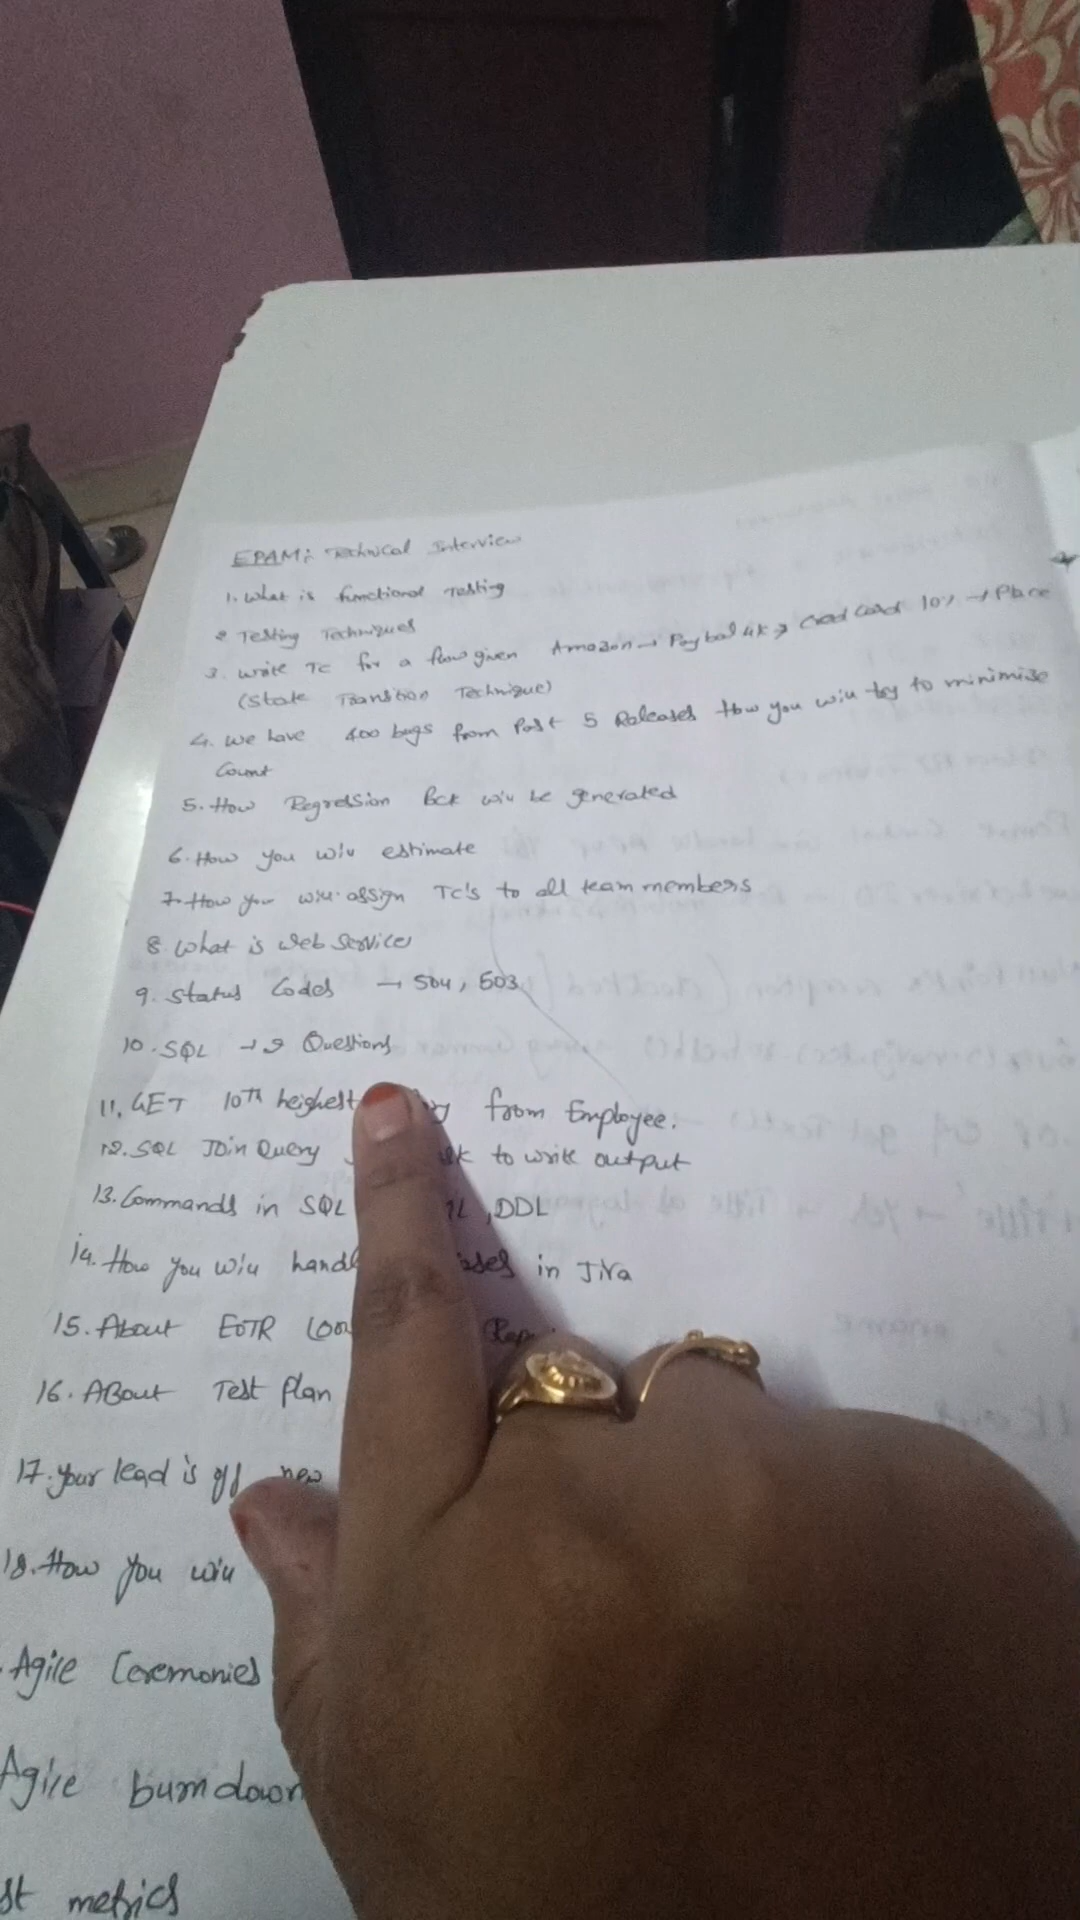 EPAM: Technical Interview
1. What is functional Testing
2 Testing Techniques
3. write TC for a flow given Amazon → Paybal 4K → Cred Card 10% → Place
(State Transition Technique)
4. We have 400 bugs from Past 5 Releases How you will try to minimize
Count
5. How Regression Pck will be generated
6. How you will estimate
7. How you will assign TC's to all team members
8. What is Web Service
9. Status Codes → 504, 503
10. SQL → 2 Questions
11. GET 10th heighest from Employee.
12. SQL Join Query to write output
13. Commands in SQL , DDL
14. How you will in Jira
15. About
16. ABout Test Plan
17. your lead is off new
18. How you will
Agile Ceremonies
Agile burndown
metrics